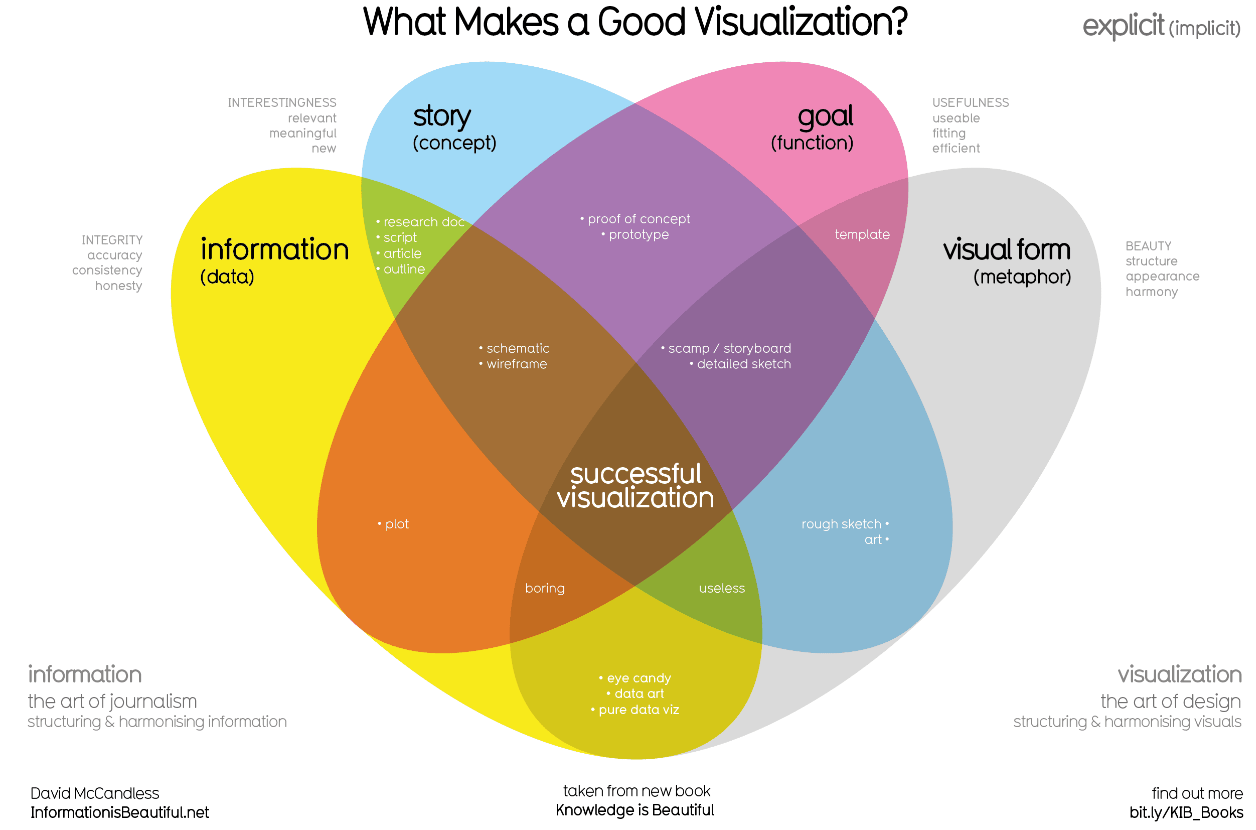 What Makes a Good Visualization?
explicit (implicit)
INTERESTINGNESS
relevant
meaningful
new
story
(concept)
goal
(function)
USEFULNESS
useable
fitting
efficient
INTEGRITY
accuracy
consistency
honesty
information
(data)
• research doc
• script
• article
• outline
• proof of concept
• prototype
template
visual form
(metaphor)
BEAUTY
structure
appearance
harmony
• schematic
• wireframe
• scamp / storyboard
• detailed sketch
successful
visualization
• plot
rough sketch •
art •
boring
useless
• eye candy
• data art
• pure data viz
information
the art of journalism
structuring & harmonising information
visualization
the art of design
structuring & harmonising visuals
David McCandless
InformationisBeautiful.net
taken from new book
Knowledge is Beautiful
find out more
bit.ly/KIB_Books